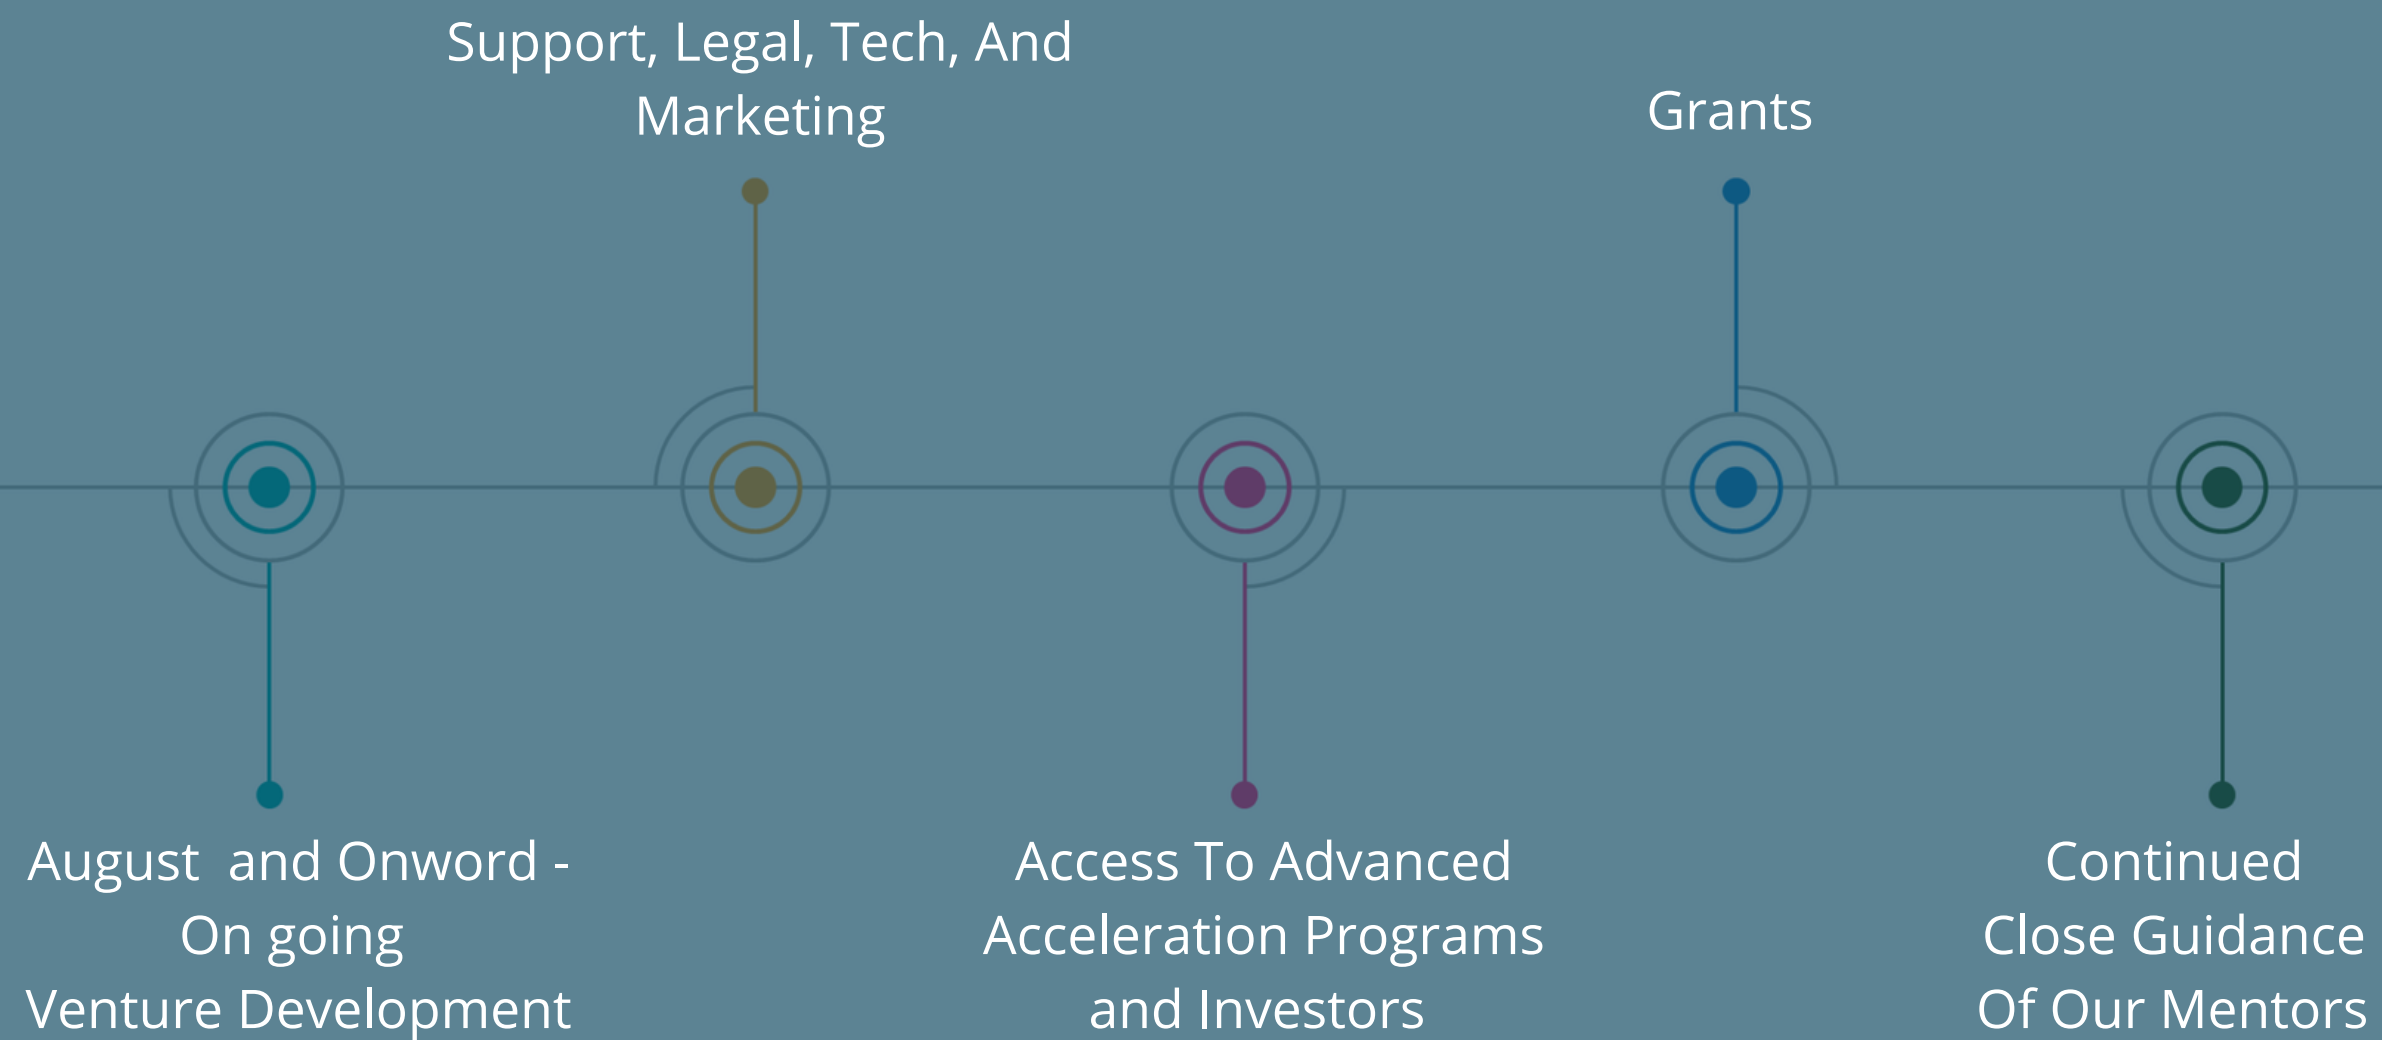 Support, Legal, Tech, And
Marketing
Grants
August  and Onword -
On going
Venture Development
Access To Advanced
Acceleration Programs
and Investors
Continued
Close Guidance
Of Our Mentors